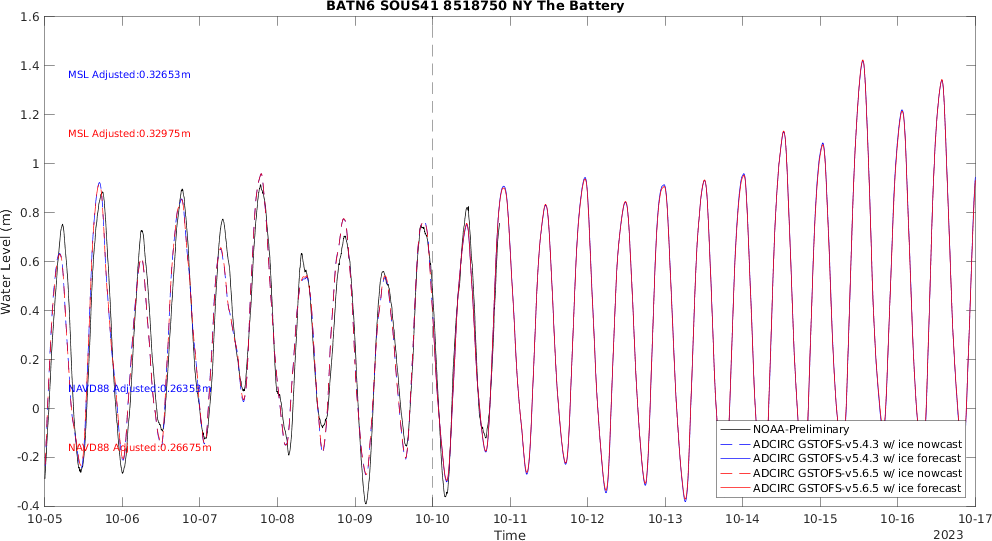 BATN6 SOUS41 8518750 NY The Battery
1.6
1.4
1.2
1
0.8
0.6
0.4
0.2
0
-0.2
-0.4
Water Level (m)
MSL Adjusted:0.32653m
MSL Adjusted:0.32975m
NAVD88 Adjusted:0.26353m
NAVD88 Adjusted:0.26675m
NOAA-Preliminary
ADCIRC GSTOFS-v5.4.3 w/ ice nowcast
ADCIRC GSTOFS-v5.4.3 w/ ice forecast
ADCIRC GSTOFS-v5.6.5 w/ ice nowcast
ADCIRC GSTOFS-v5.6.5 w/ ice forecast
10-05 10-06 10-07 10-08 10-09 10-10 10-11 10-12 10-13 10-14 10-15 10-16 10-17
Time
2023